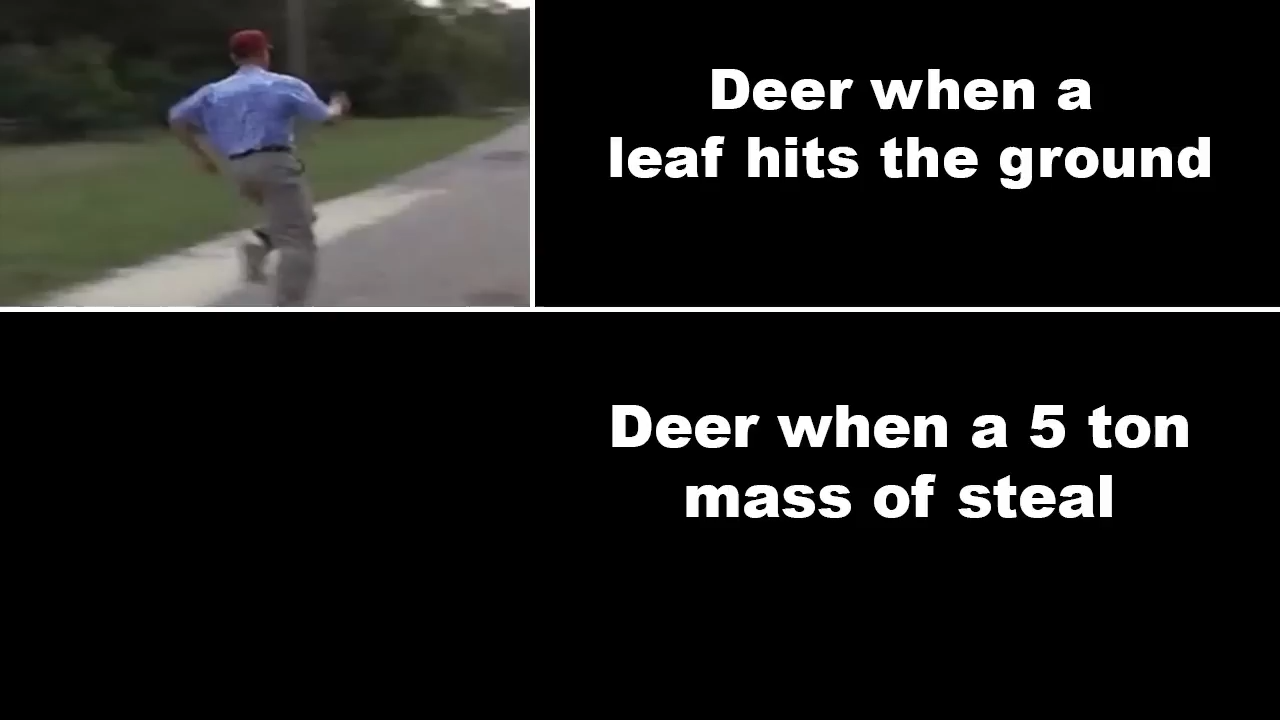 Deer when a
leaf hits the ground
Deer when a 5 ton
mass of steal